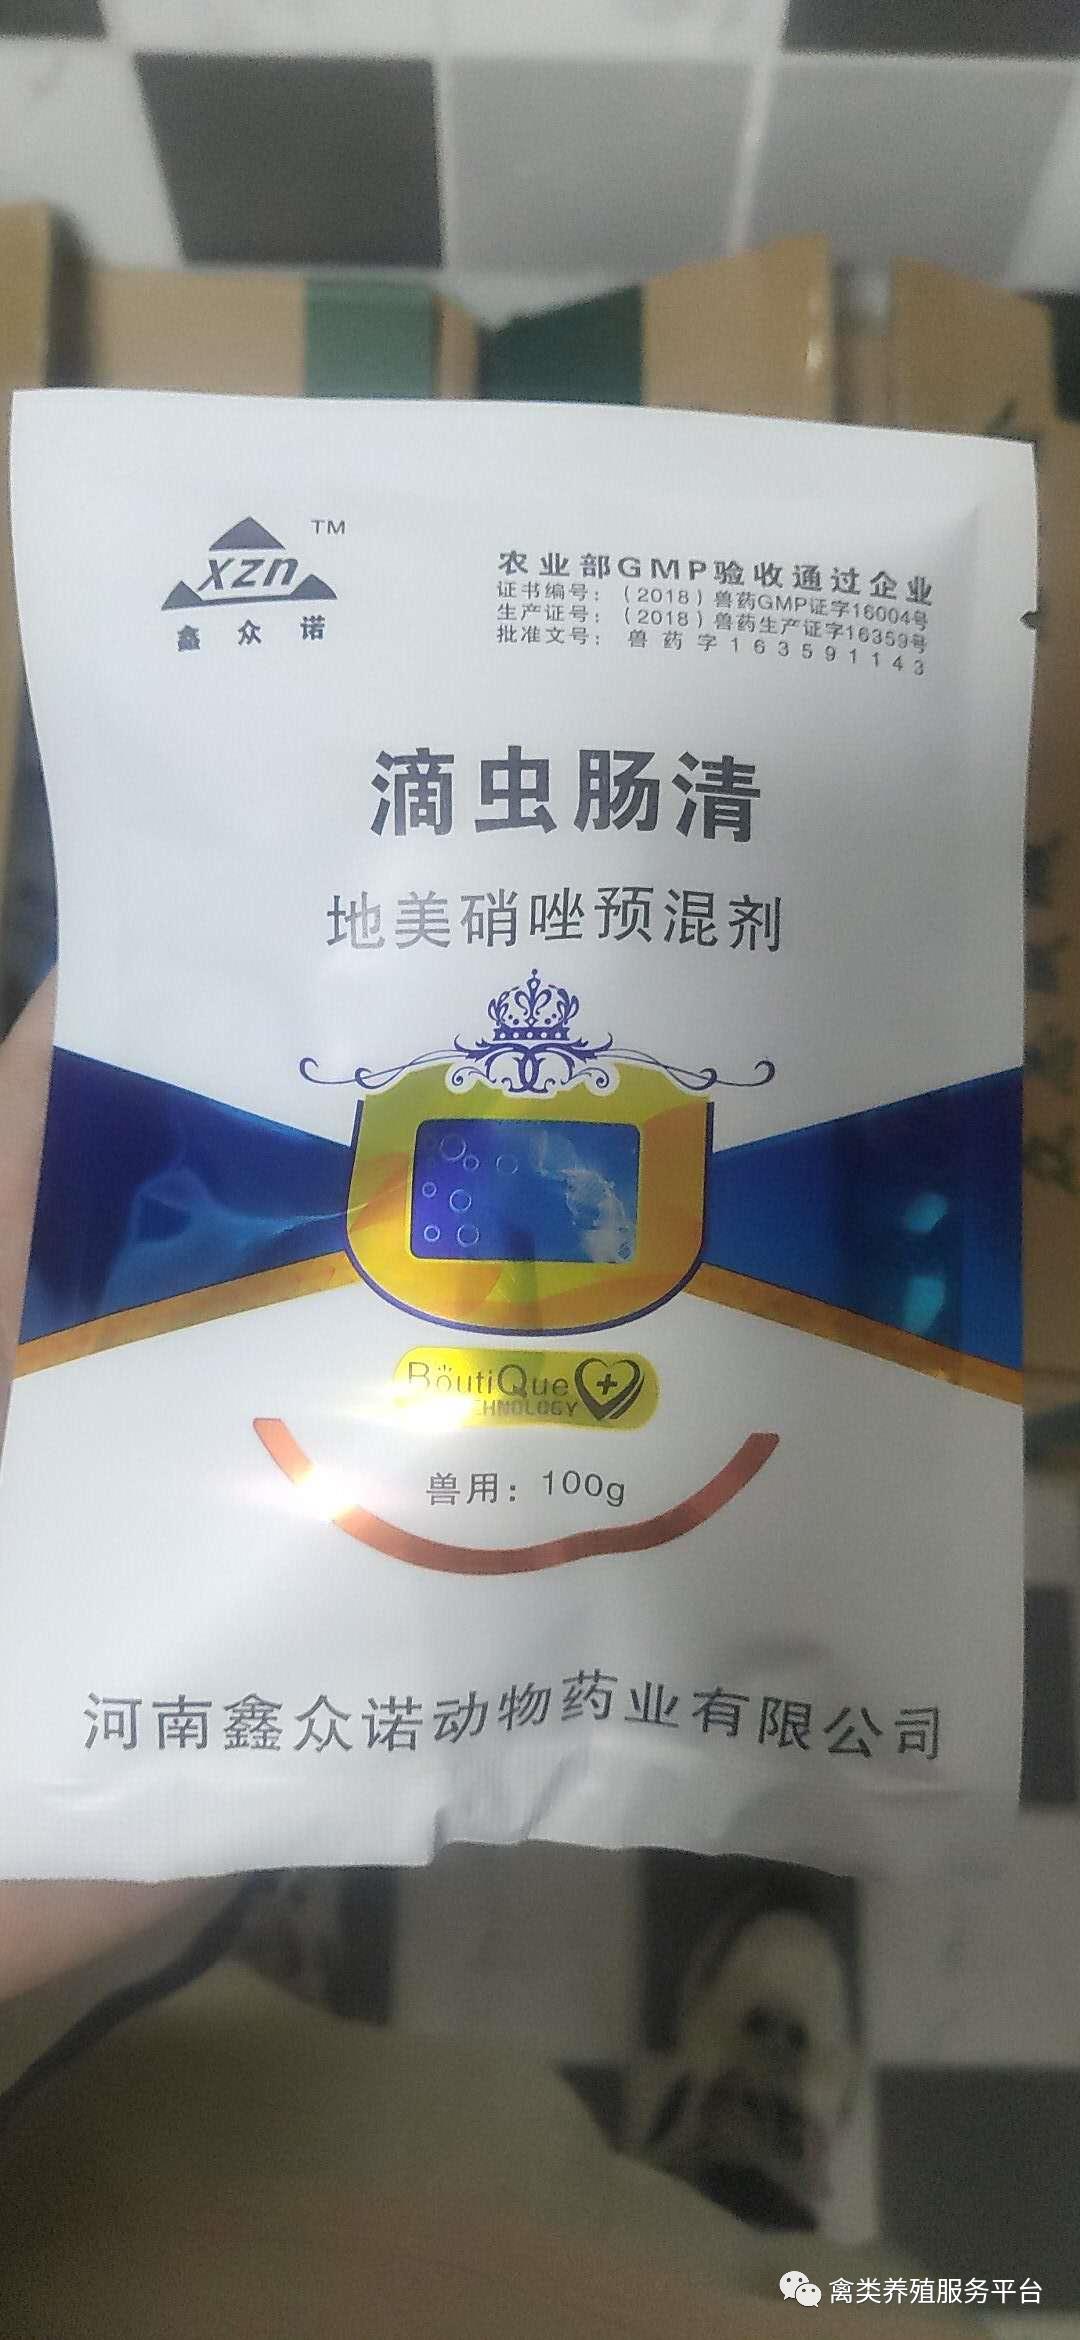 TM
xzn
鑫众诺
农业部GMP验收通过企业
证书编号：（2018）兽药GMP证字16004号
生产证号：（2018）兽药生产证字16359号
批准文号：兽药字163591143
滴虫肠清
地美硝唑预混剂
BoutiQue
兽用：100g
河南鑫众诺动物药业有限公司
禽类养殖服务平台